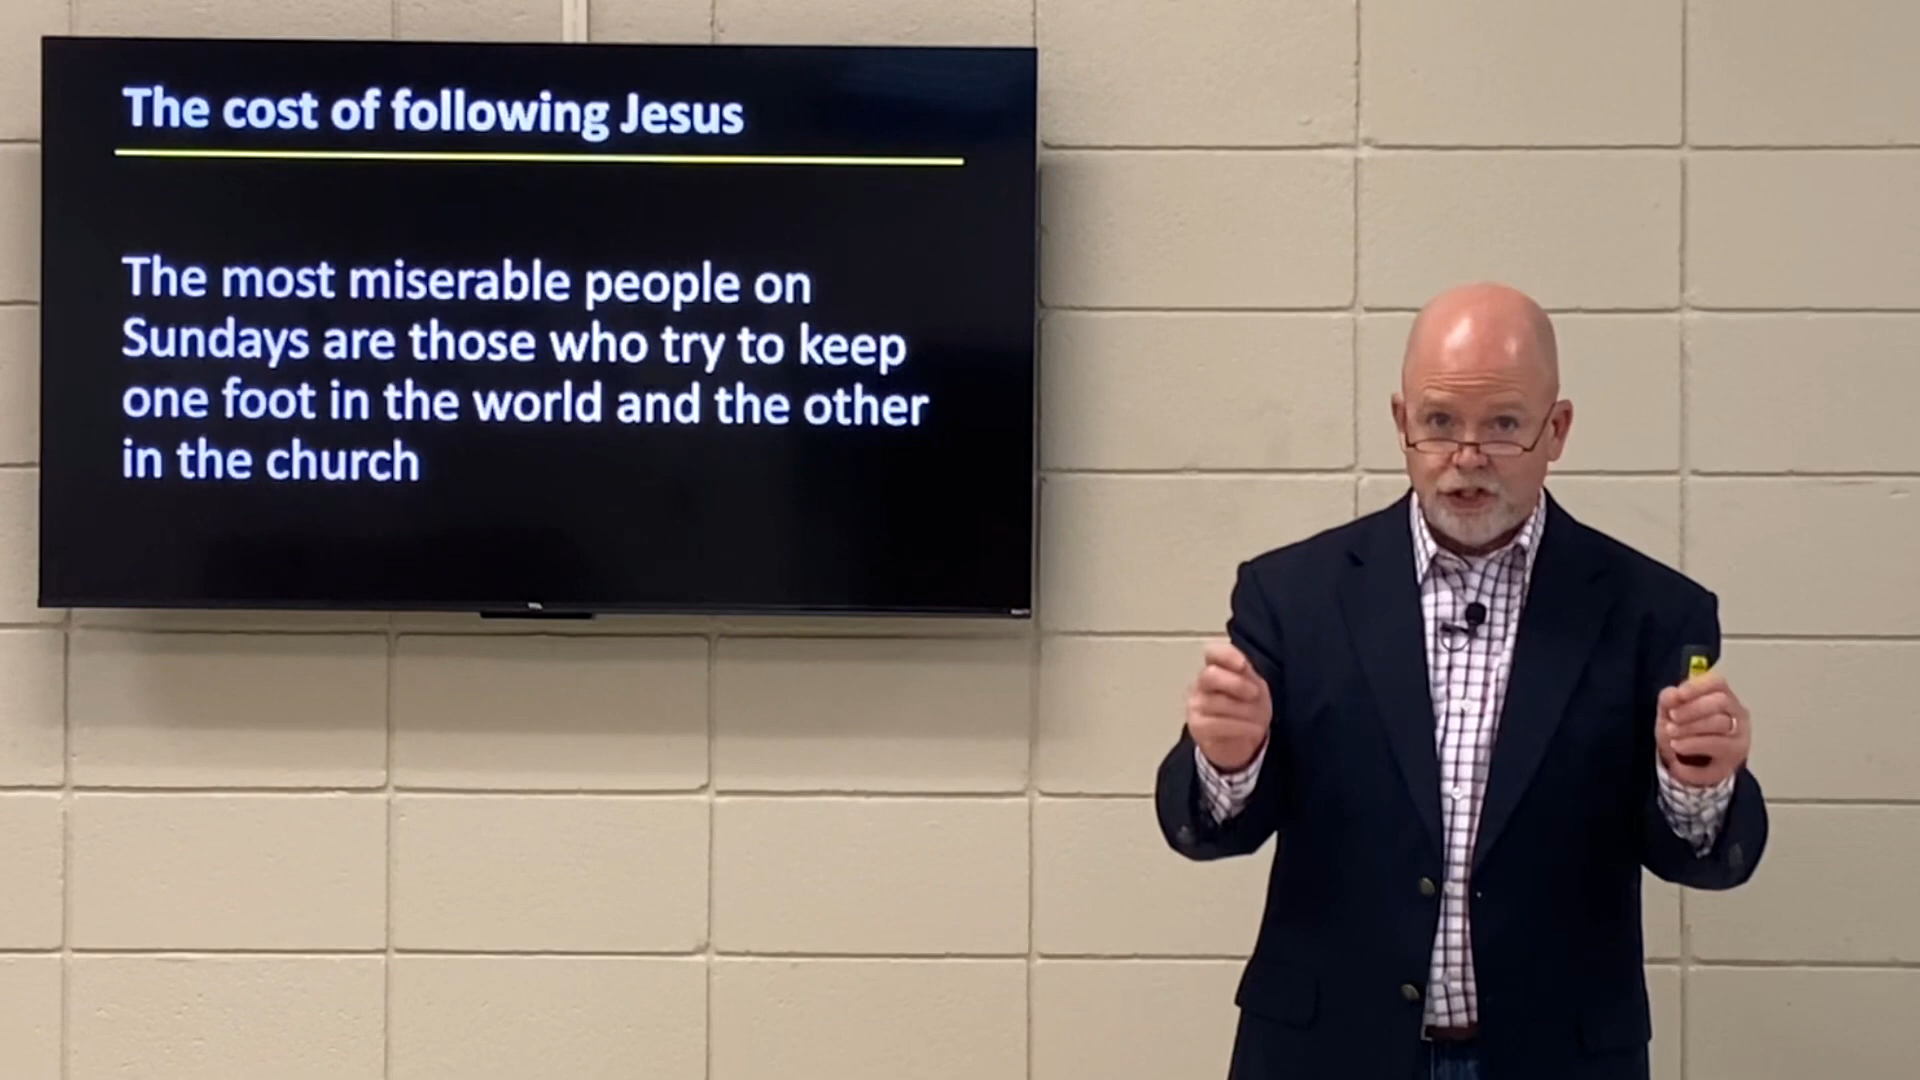 The cost of following Jesus
The most miserable people on
Sundays are those who try to keep
one foot in the world and the other
in the church